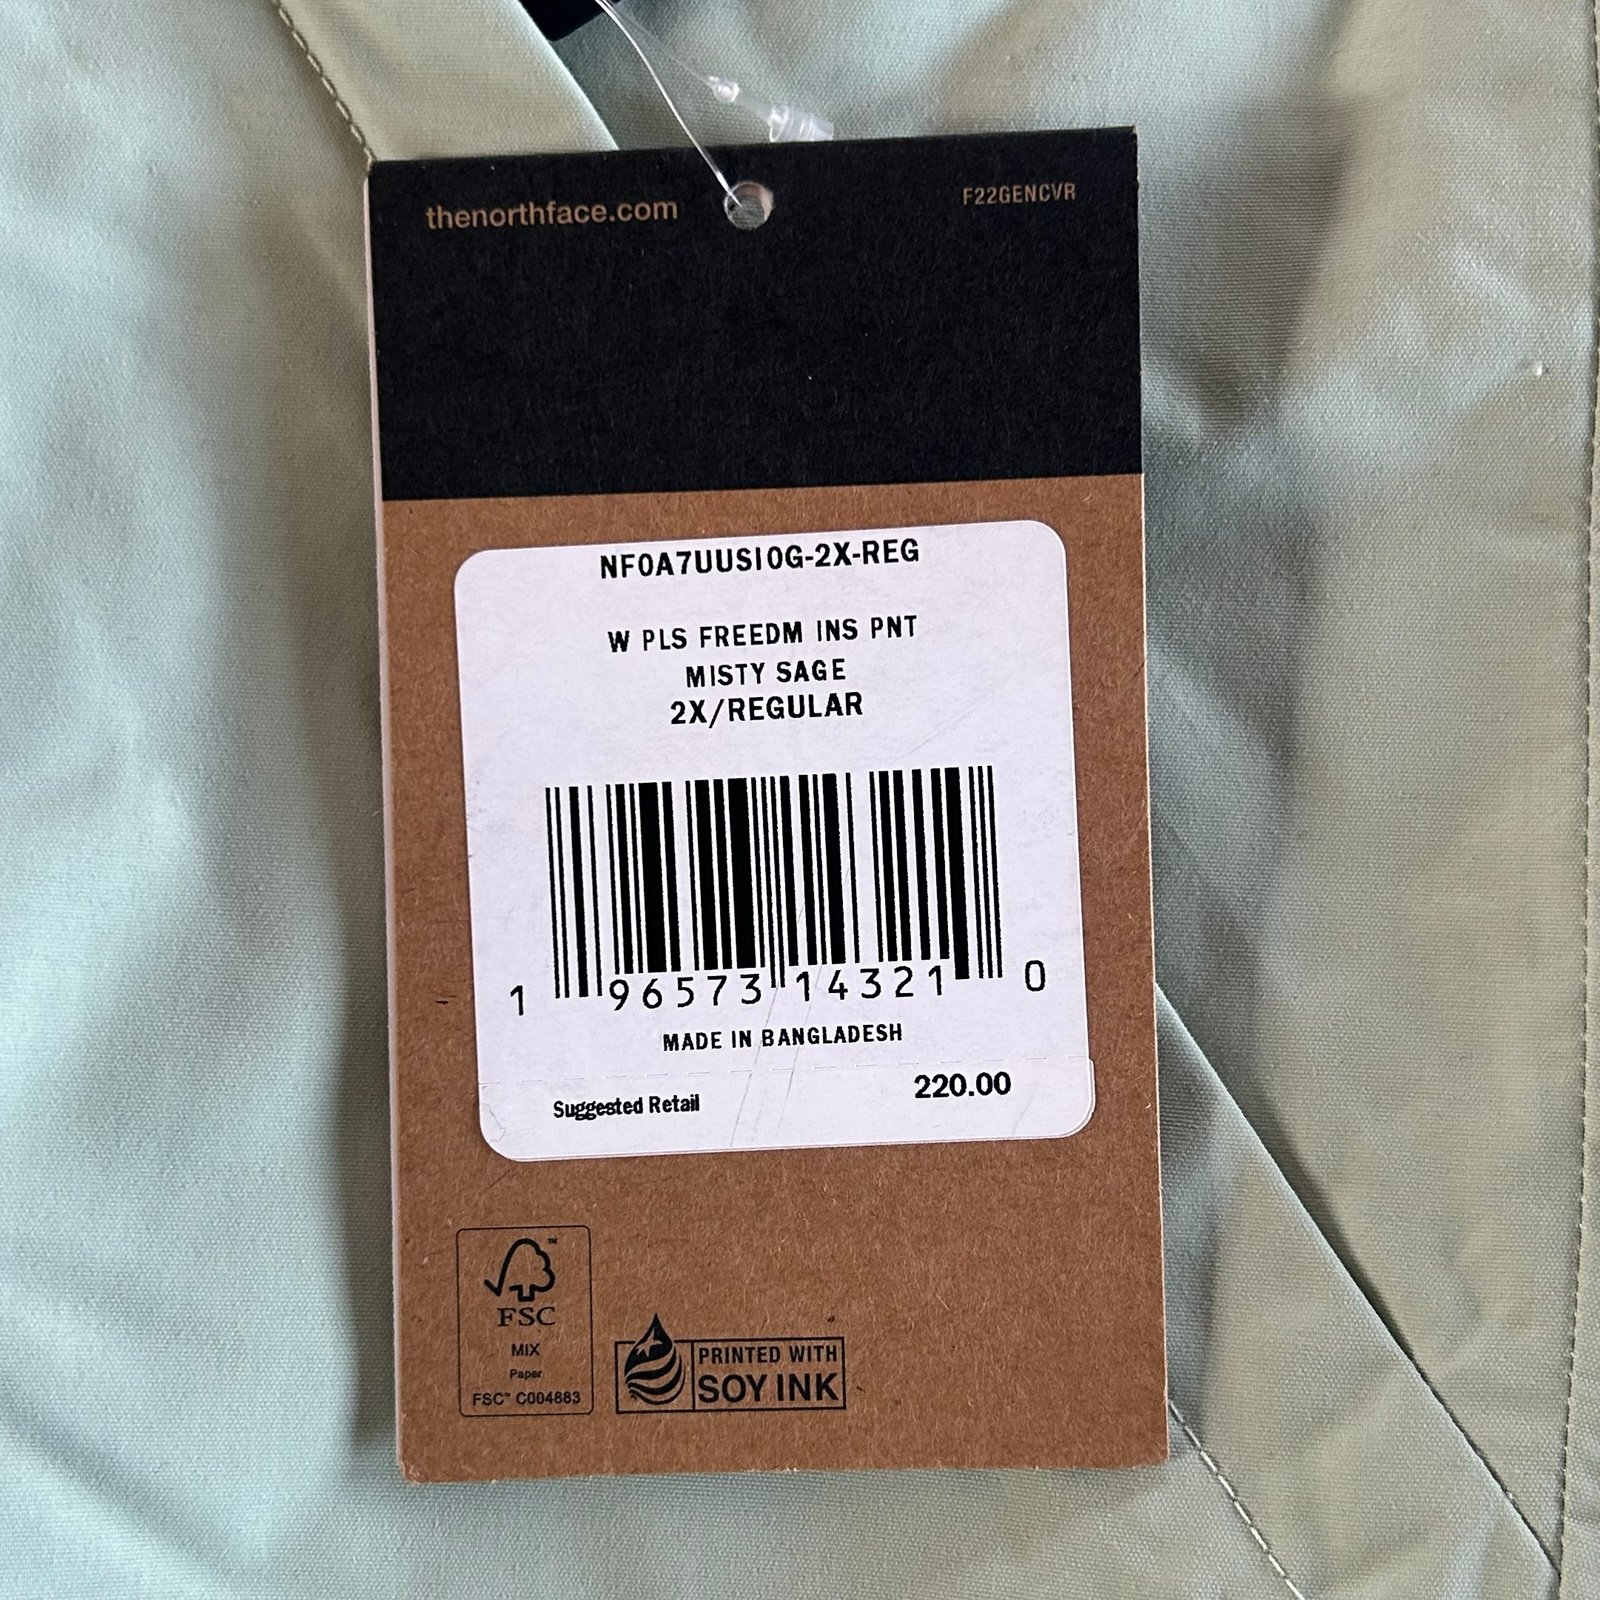 thenorthface.com
F22GENCVR
NF0A7UUSI0G-2X-REG
W PLS FREEDM INS PNT
MISTY SAGE
2X/REGULAR
1 96573 14321 0
MADE IN BANGLADESH
Suggested Retail 220.00
FSC
MIX
Paper
FSC™ C004883
PRINTED WITH
SOY INK